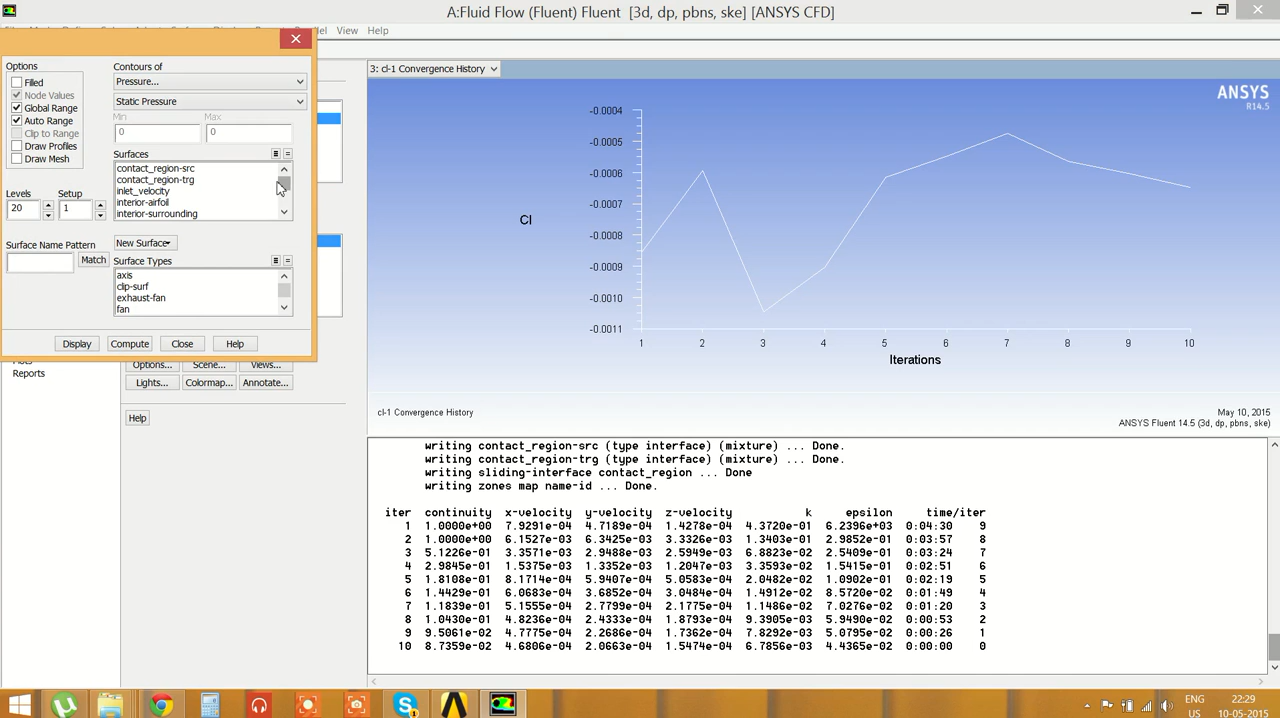 A:Fluid Flow (Fluent) Fluent [3d, dp, pbns, ske] [ANSYS CFD]
View Help
Options
Filled
Node Values
Global Range
Auto Range
Clip to Range
Draw Profiles
Draw Mesh
Contours of
Pressure...
Static Pressure
Min Max
0 0
Surfaces
contact_region-src
contact_region-trg
inlet_velocity
interior-airfoil
interior-surrounding
Levels Setup
20 1
Surface Name Pattern
Match
New Surface
Surface Types
axis
clip-surf
exhaust-fan
fan
Display Compute Close Help
Reports
Options... Scene... Views...
Lights... Colormap... Annotate...
Help
3: cl-1 Convergence History
ANSYS
R14.5
-0.0004
-0.0005
-0.0006
-0.0007
-0.0008
-0.0009
-0.0010
-0.0011
Cl
1 2 3 4 5 6 7 8 9 10
Iterations
cl-1 Convergence History
May 10, 2015
ANSYS Fluent 14.5 (3d, dp, pbns, ske)
writing contact_region-src (type interface) (mixture) ... Done.
writing contact_region-trg (type interface) (mixture) ... Done.
writing sliding-interface contact_region ... Done
writing zones map name-id ... Done.
iter continuity x-velocity y-velocity z-velocity k epsilon time/iter
1 1.0000e+00 7.9291e-04 4.7189e-04 1.4278e-04 4.3720e-01 6.2396e+03 0:04:30 9
2 1.0000e+00 6.1527e-03 6.3425e-03 3.3326e-03 1.3403e-01 2.9852e-01 0:03:57 8
3 5.1226e-01 3.3571e-03 2.9488e-03 2.5949e-03 6.8823e-02 2.5409e-01 0:03:24 7
4 2.9845e-01 1.5375e-03 1.3352e-03 1.2047e-03 3.3593e-02 1.5415e-01 0:02:51 6
5 1.8108e-01 8.1714e-04 5.9407e-04 5.0583e-04 2.0482e-02 1.0902e-01 0:02:19 5
6 1.4429e-01 6.0683e-04 3.6852e-04 3.0484e-04 1.4912e-02 8.5720e-02 0:01:49 4
7 1.1839e-01 5.1555e-04 2.7799e-04 2.1775e-04 1.1486e-02 7.0276e-02 0:01:20 3
8 1.0430e-01 4.8236e-04 2.4333e-04 1.8793e-04 9.3905e-03 5.9490e-02 0:00:53 2
9 9.5061e-02 4.7775e-04 2.2686e-04 1.7362e-04 7.8292e-03 5.0795e-02 0:00:26 1
10 8.7359e-02 4.6806e-04 2.0663e-04 1.5474e-04 6.7856e-03 4.4365e-02 0:00:00 0
ENG 22:29
US 10-05-2015